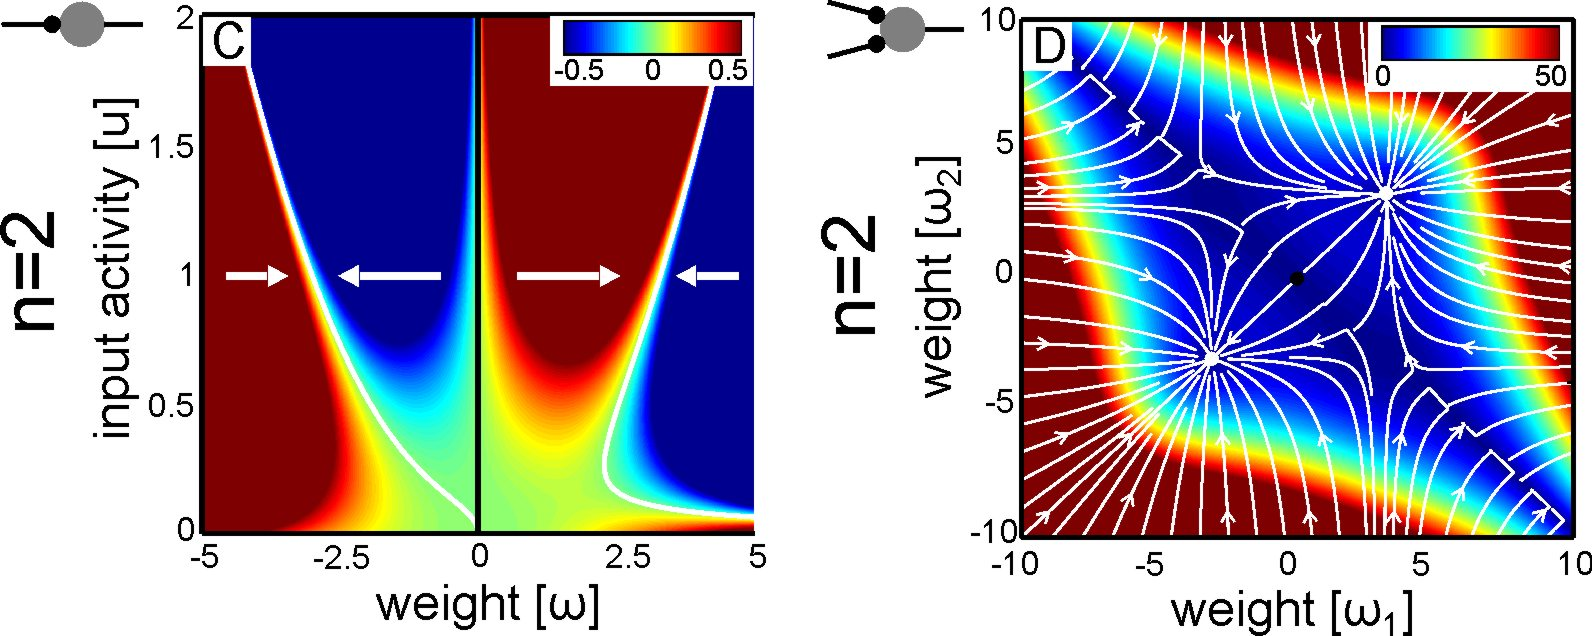 C
-0.5 0 0.5
2
1.5
1
0.5
0
-5 -2.5 0 2.5 5
input activity [u]
n=2
weight [ω]
D
0 50
10
5
0
-5
-10
-10 -5 0 5 10
weight [ω2]
n=2
weight [ω1]